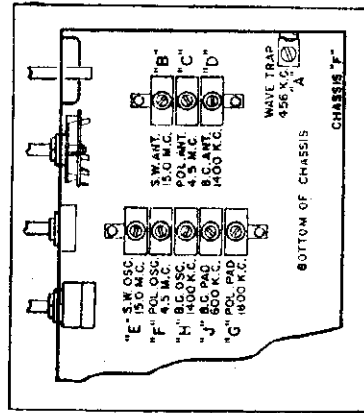 "E" S.W. OSC.
15.0 M.C.
"F" POL. OSC.
4.5 M.C.
"H" B.C. OSC.
1400 K.C.
"J" B.C. PAD
600 K.C.
"G" POL. PAD
1800 K.C.
S.W. ANT. "B"
15.0 M.C.
POL. ANT. "C"
4.5 M.C.
B.C. ANT. "D"
1400 K.C.
WAVE TRAP
456 K.C.
"A"
BOTTOM OF CHASSIS
CHASSIS "F"